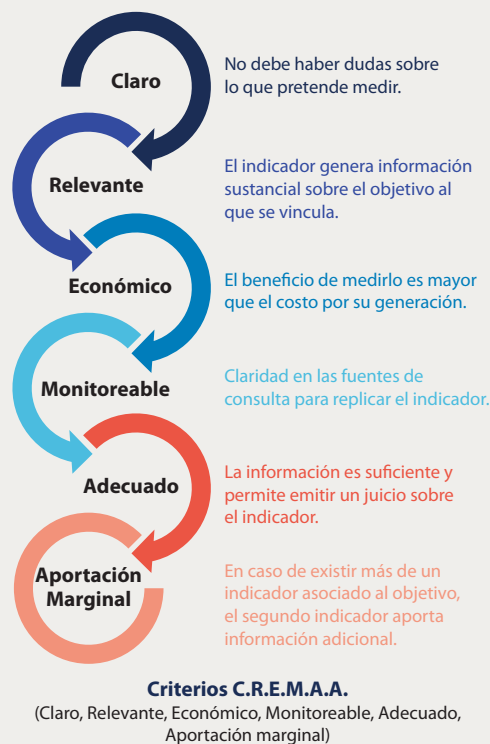 Claro
No debe haber dudas sobre
lo que pretende medir.
Relevante
El indicador genera información
sustancial sobre el objetivo al
que se vincula.
Económico
El beneficio de medirlo es mayor
que el costo por su generación.
Monitoreable
Claridad en las fuentes de
consulta para replicar el indicador.
Adecuado
La información es suficiente y
permite emitir un juicio sobre
el indicador.
Aportación
Marginal
En caso de existir más de un
indicador asociado al objetivo,
el segundo indicador aporta
información adicional.
Criterios C.R.E.M.A.A.
(Claro, Relevante, Económico, Monitoreable, Adecuado,
Aportación marginal)